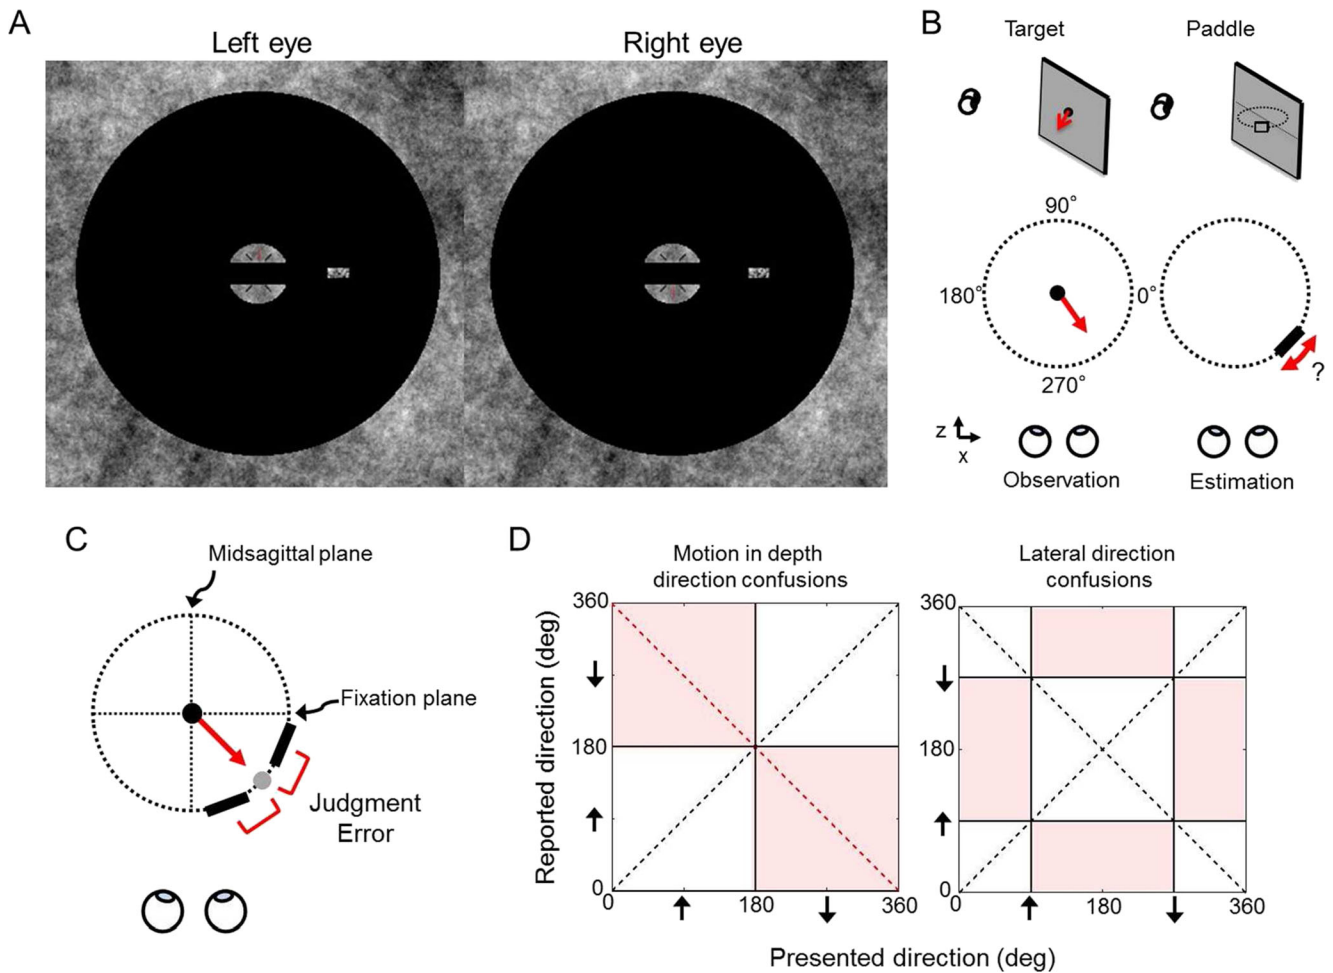 A
Left eye
Right eye
B
Target
Paddle
90°
180°
0°
270°
?
Z
X
Observation
Estimation
C
Midsagittal plane
Fixation plane
Judgment
Error
D
Motion in depth
direction confusions
Lateral direction
confusions
Reported direction (deg)
360
180
0
0
180
360
360
180
0
0
180
360
Presented direction (deg)